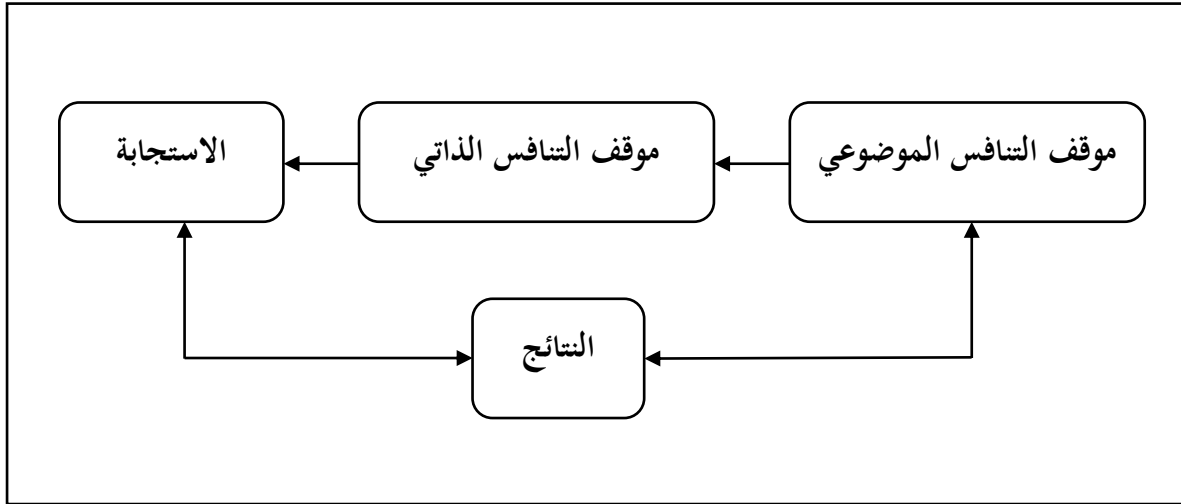 موقف التنافس الموضوعي
موقف التنافس الذاتي
الاستجابة
النتائج